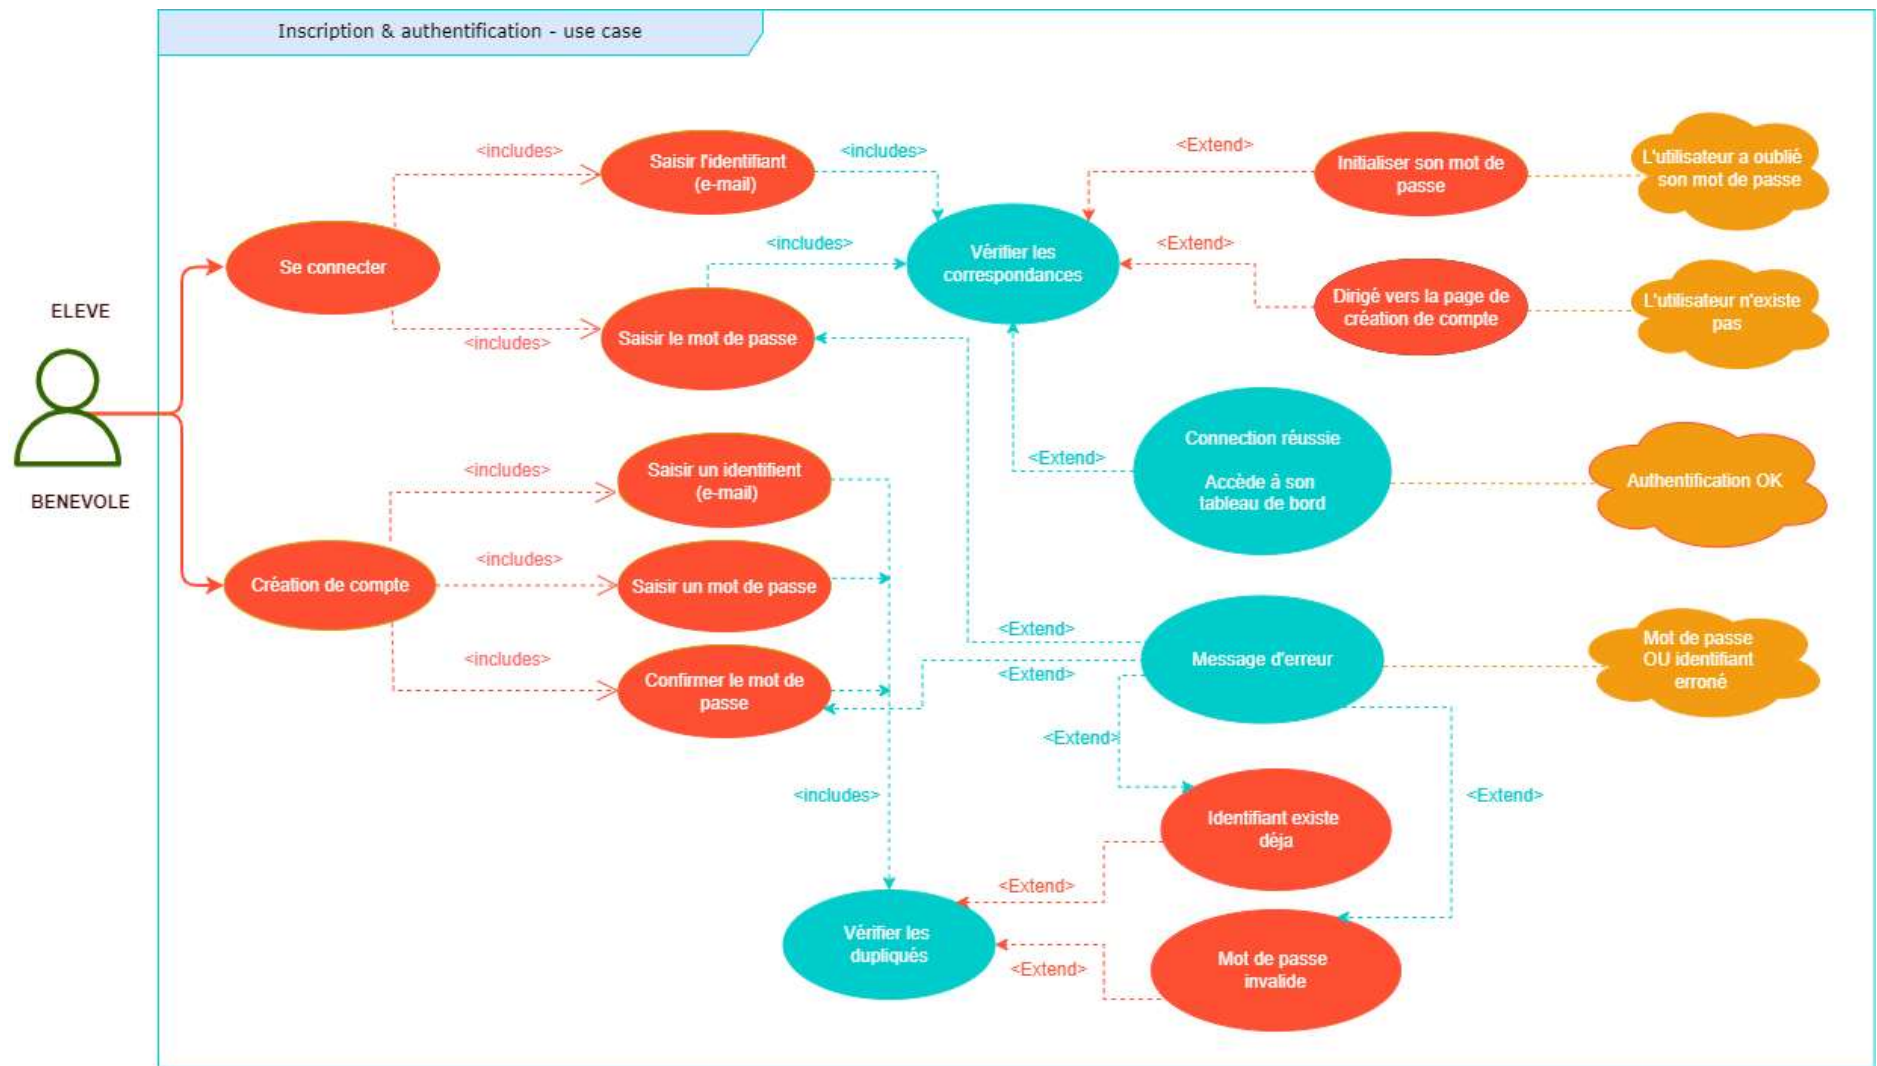 Inscription & authentification - use case
ELEVE
BENEVOLE
Se connecter
Création de compte
<includes>
<includes>
<includes>
<includes>
<includes>
Saisir l'identifiant
(e-mail)
Saisir le mot de passe
Saisir un identifient
(e-mail)
Saisir un mot de passe
Confirmer le mot de
passe
<includes>
<includes>
<includes>
Vérifier les
correspondances
Vérifier les
dupliqués
<Extend>
<Extend>
<Extend>
<Extend>
<Extend>
<Extend>
<Extend>
<Extend>
<Extend>
Initialiser son mot de
passe
Dirigé vers la page de
création de compte
Connection réussie
Accède à son
tableau de bord
Message d'erreur
Identifiant existe
déja
Mot de passe
invalide
L'utilisateur a oublié
son mot de passe
L'utilisateur n'existe
pas
Authentification OK
Mot de passe
OU identifiant
erroné